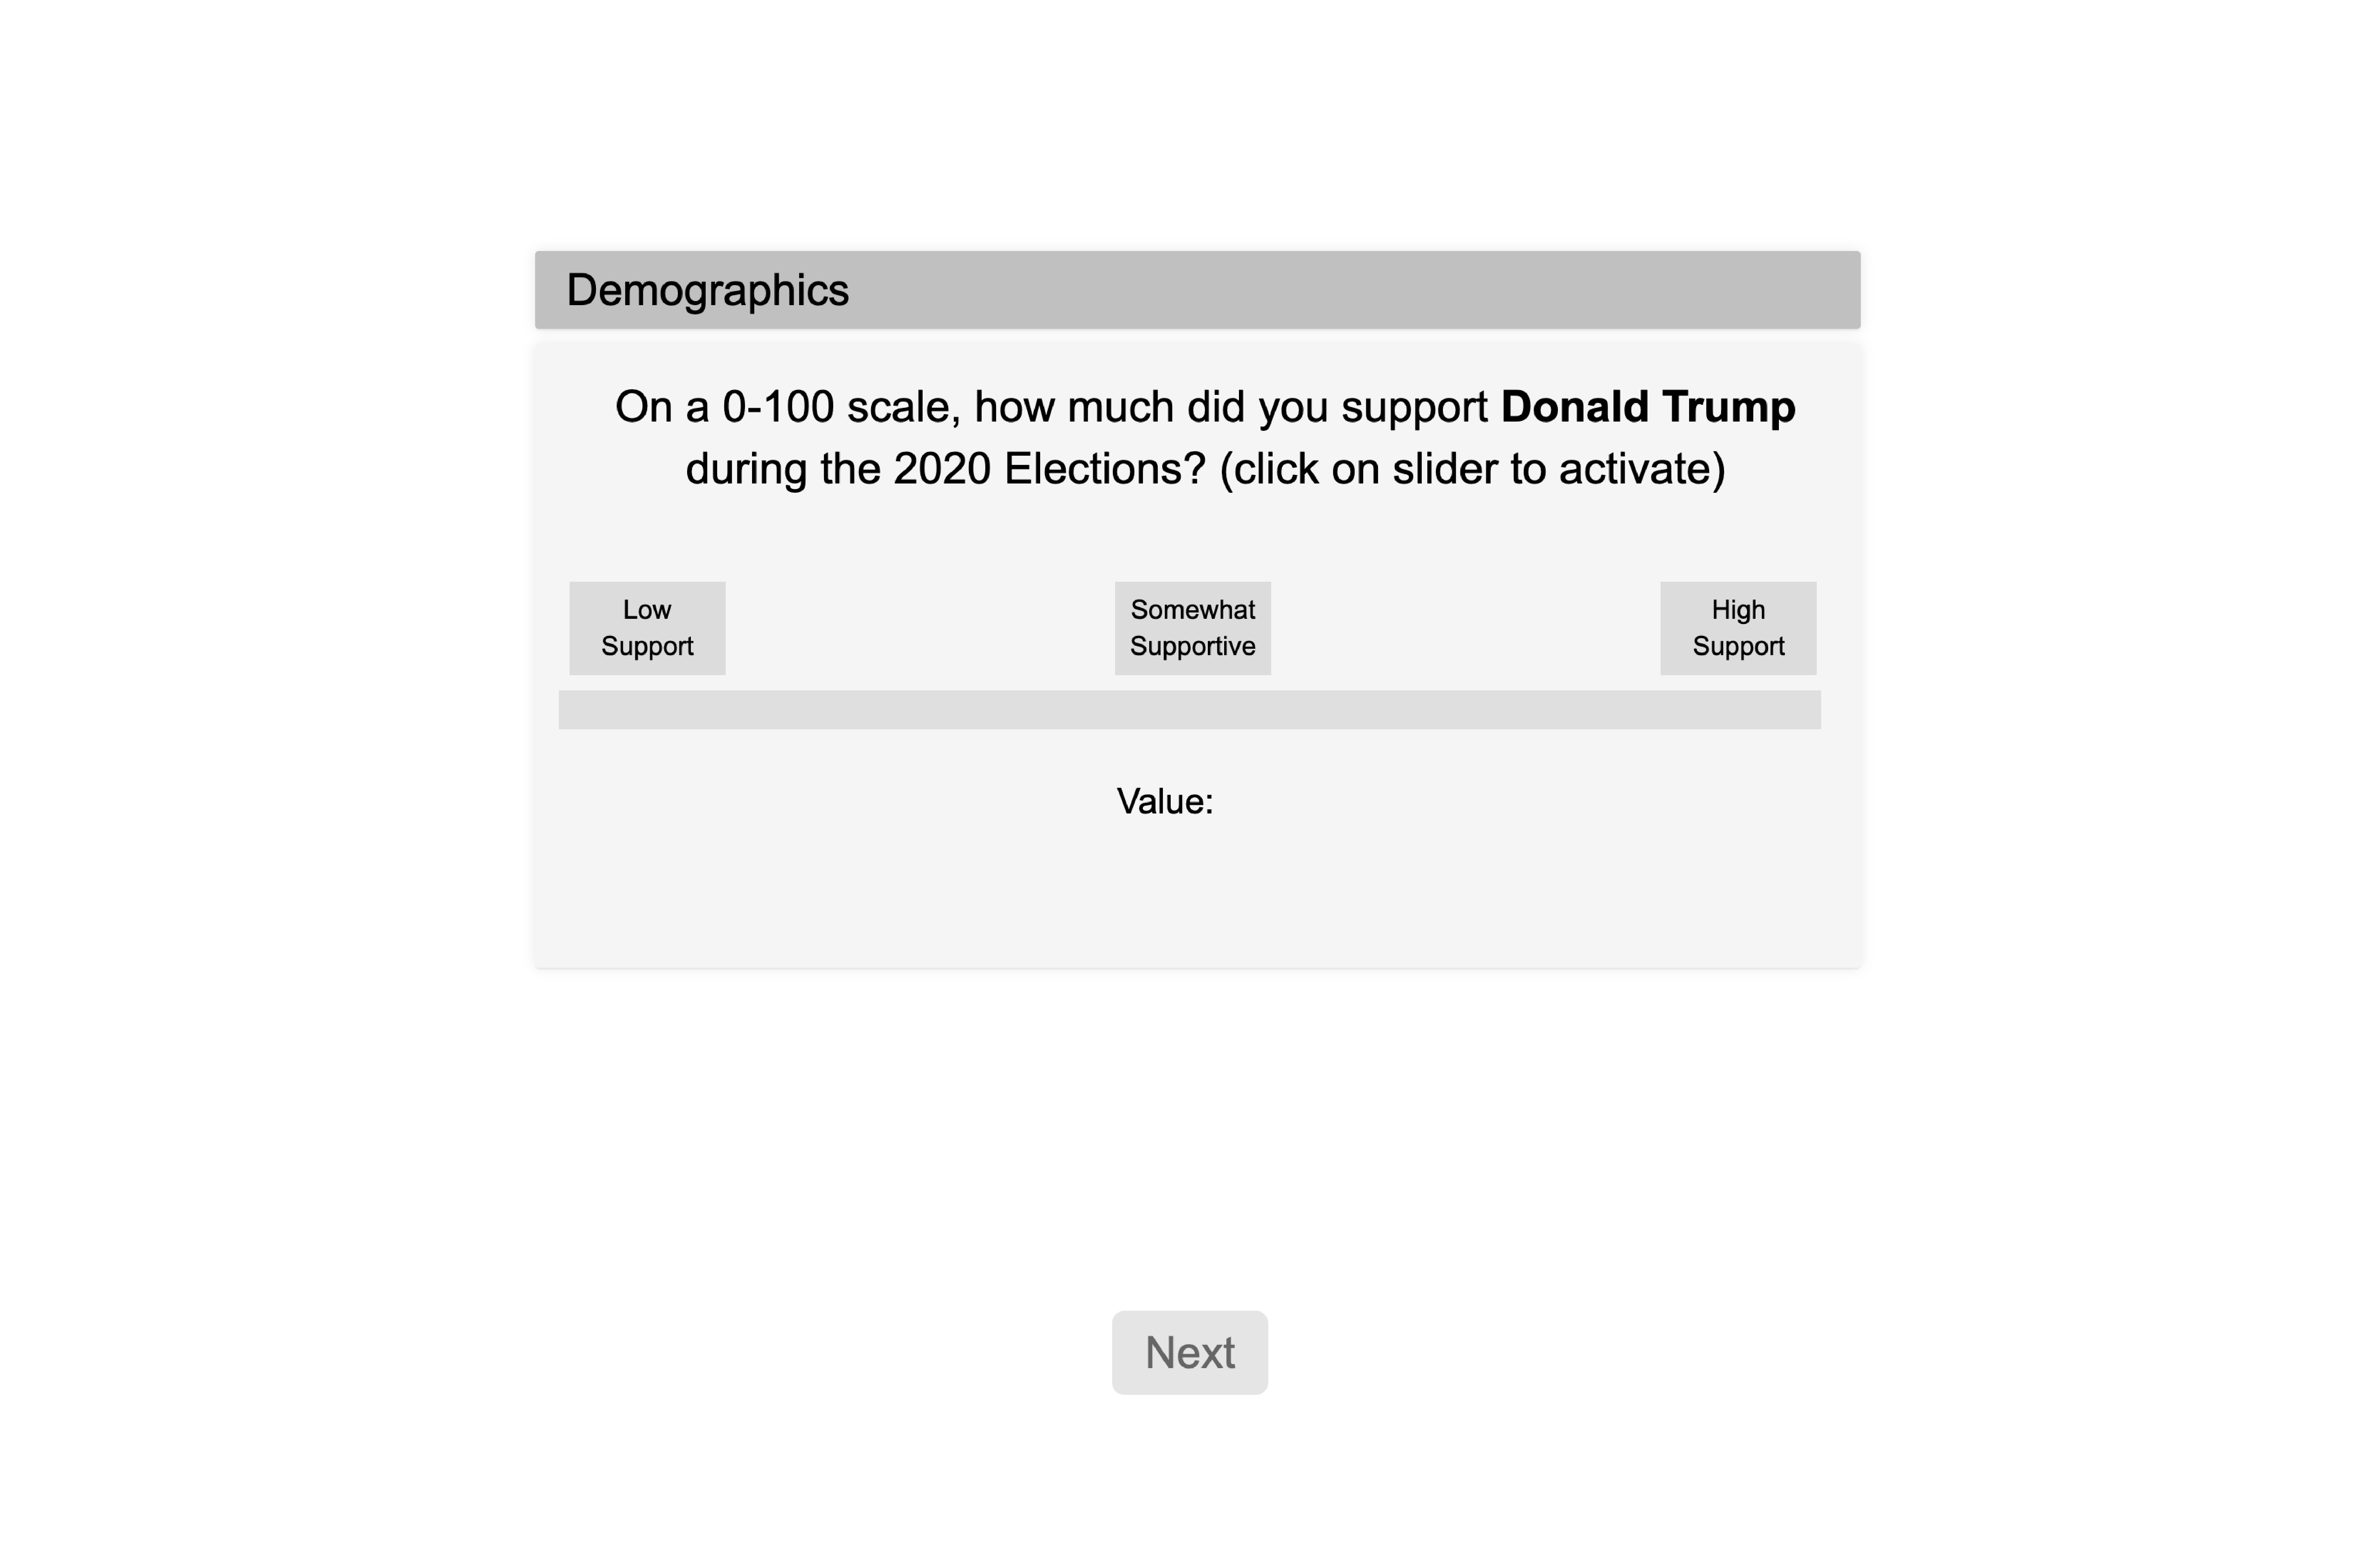 Demographics
On a 0-100 scale, how much did you support Donald Trump
during the 2020 Elections? (click on slider to activate)
Low
Support
Somewhat
Supportive
High
Support
Value:
Next